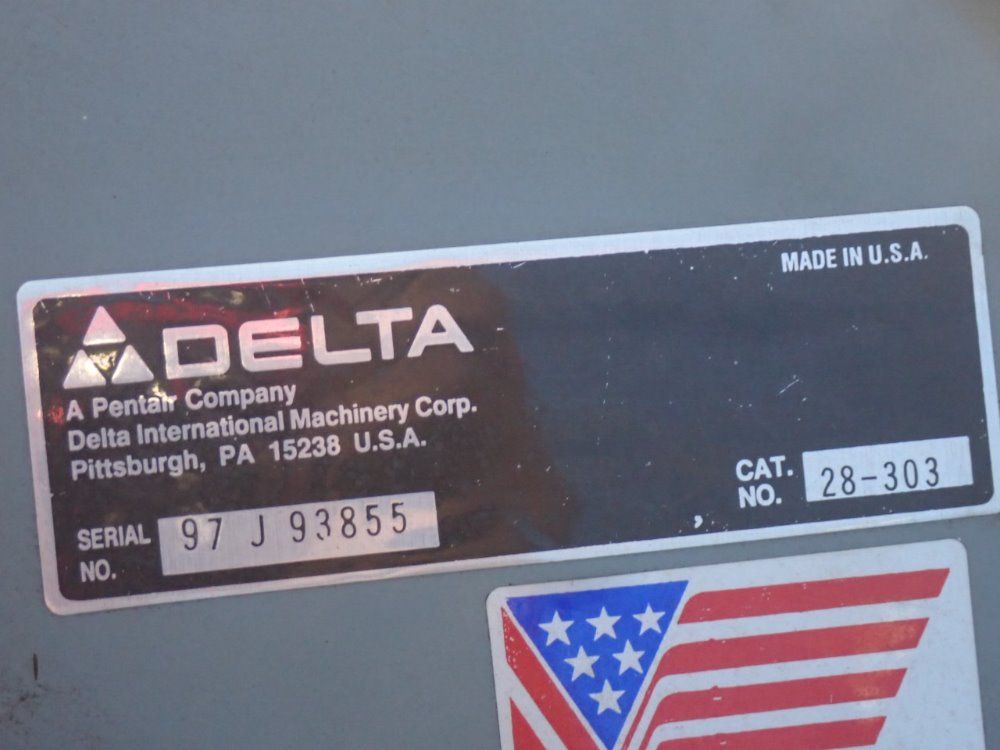 MADE IN U.S.A.
DELTA
A Pentair Company
Delta International Machinery Corp.
Pittsburgh, PA 15238 U.S.A.
CAT. NO. 28-303
SERIAL NO. 97 J 93855